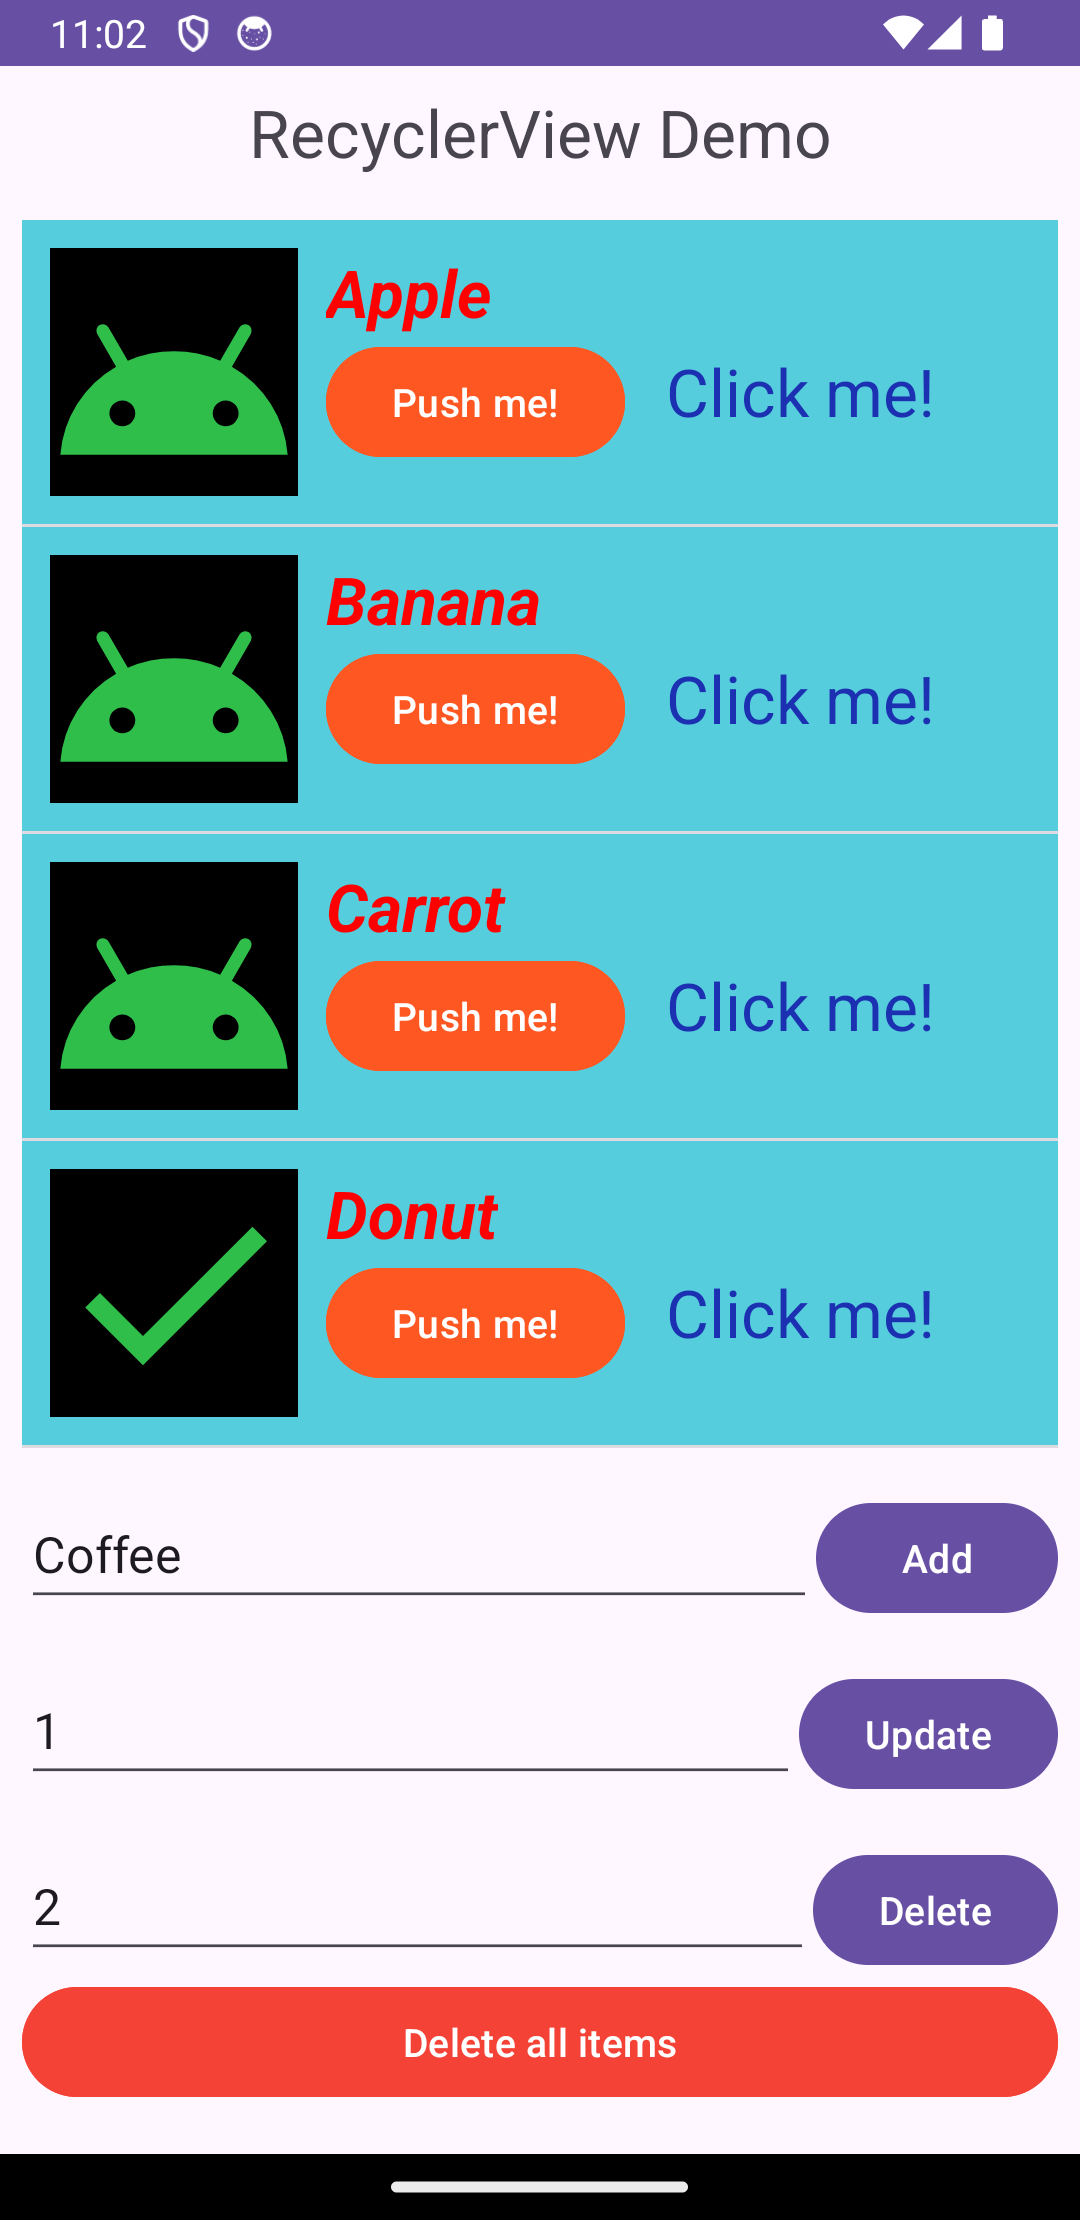 11:02
RecyclerView Demo
Apple
Push me! Click me!
Banana
Push me! Click me!
Carrot
Push me! Click me!
Donut
Push me! Click me!
Coffee Add
1 Update
2 Delete
Delete all items